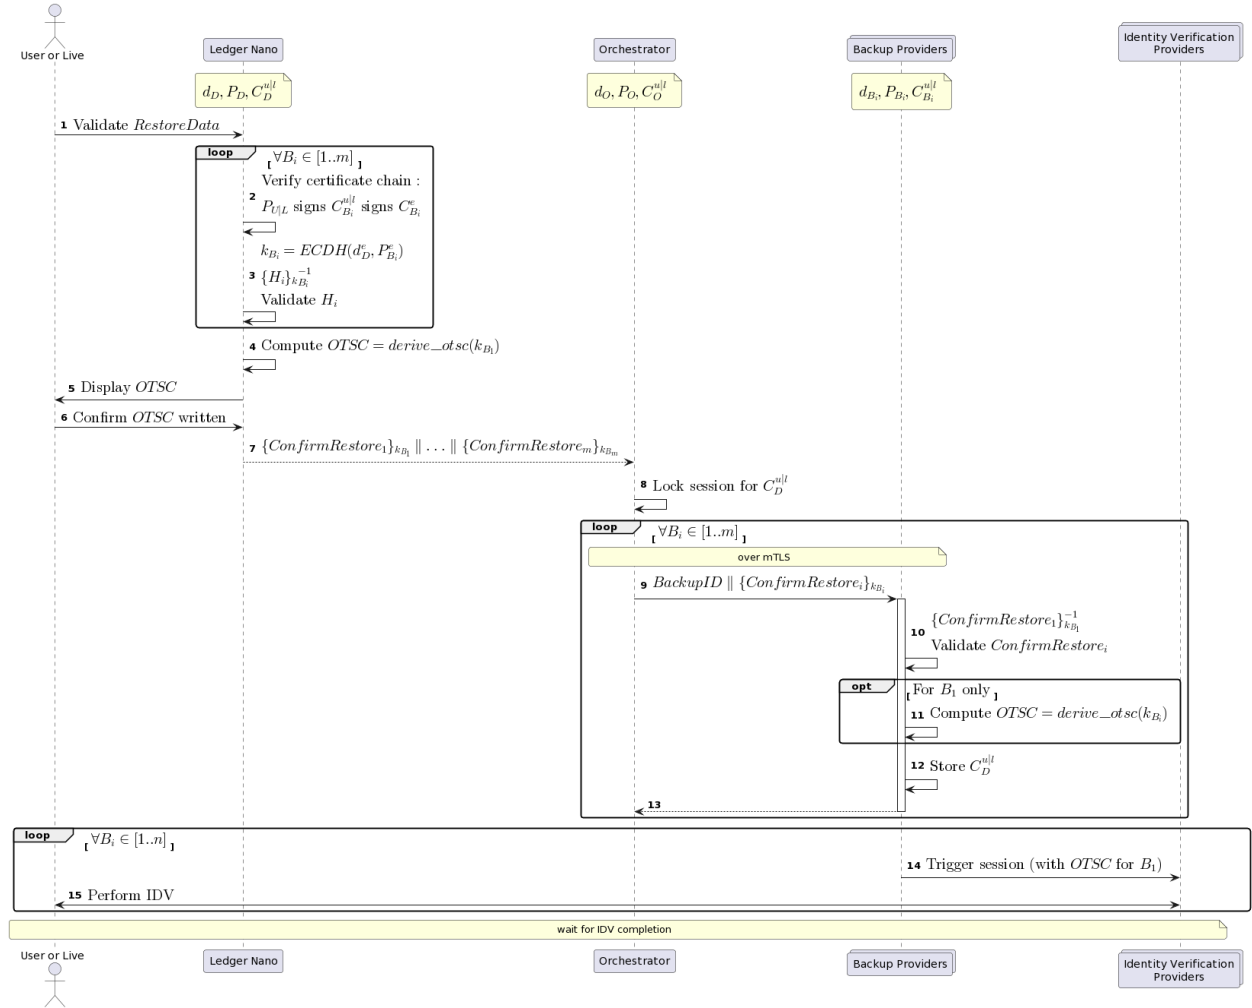 User or Live
Ledger Nano
Orchestrator
Backup Providers
Identity Verification
Providers
d_D, P_D, C_D^{u|l}
d_O, P_O, C_O^{u|l}
d_{B_i}, P_{B_i}, C_{B_i}^{u|l}
1 Validate RestoreData
loop [ ∀B_i ∈ [1..m] ]
Verify certificate chain :
2 P_{U|L} signs C_{B_i}^{u|l} signs C_{B_i}^e
k_{B_i} = ECDH(d_D^e, P_{B_i}^e)
3 {H_i}_{k_{B_i}}^{-1}
Validate H_i
4 Compute OTSC = derive_otsc(k_{B_1})
5 Display OTSC
6 Confirm OTSC written
7 {ConfirmRestore_1}_{k_{B_1}} ∥ . . . ∥ {ConfirmRestore_m}_{k_{B_m}}
8 Lock session for C_D^{u|l}
loop [ ∀B_i ∈ [1..m] ]
over mTLS
9 BackupID ∥ {ConfirmRestore_i}_{k_{B_i}}
10 {ConfirmRestore_1}_{k_{B_1}}^{-1}
Validate ConfirmRestore_i
opt [ For B_1 only ]
11 Compute OTSC = derive_otsc(k_{B_i})
12 Store C_D^{u|l}
13
loop [ ∀B_i ∈ [1..n] ]
14 Trigger session (with OTSC for B_1)
15 Perform IDV
wait for IDV completion
User or Live
Ledger Nano
Orchestrator
Backup Providers
Identity Verification
Providers